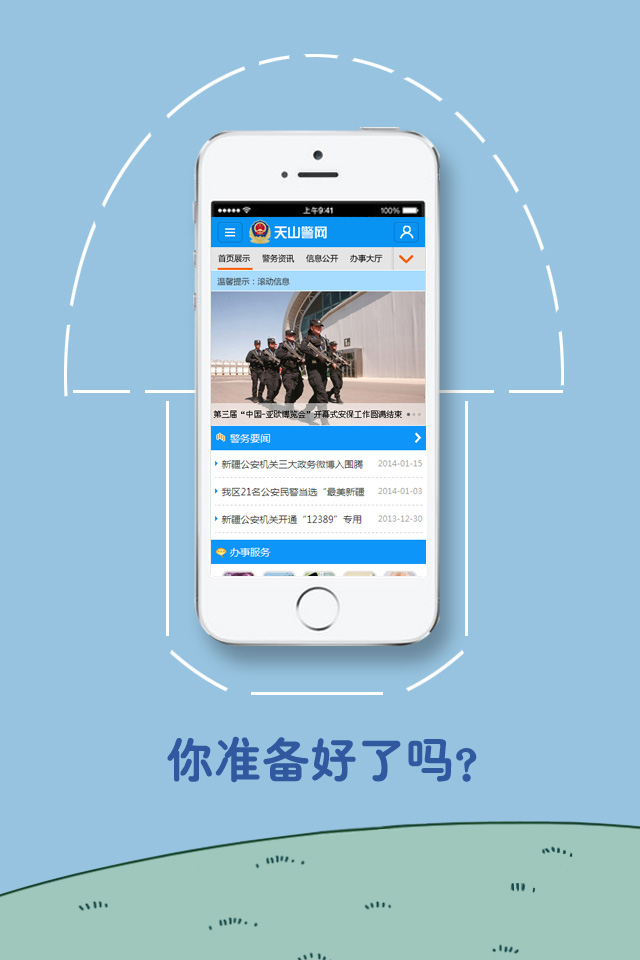 上午9:41
100%
天山警网
首页展示 警务资讯 信息公开 办事大厅
温馨提示：滚动信息
第三届“中国-亚欧博览会”开幕式安保工作圆满结束
警务要闻
新疆公安机关三大政务微博入围腾 2014-01-15
我区21名公安民警当选“最美新疆 2014-01-03
新疆公安机关开通“12389”专用 2013-12-30
办事服务
你准备好了吗?